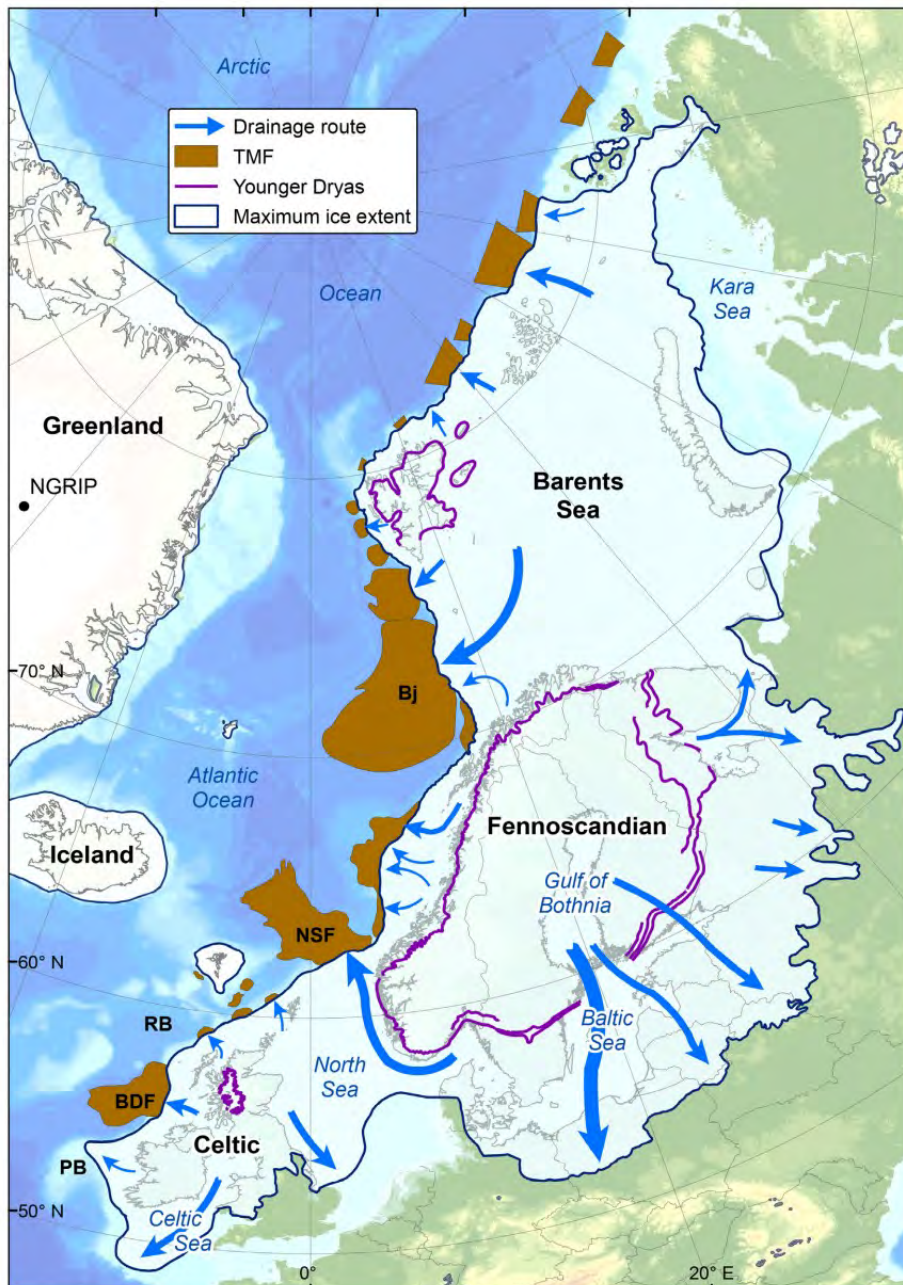 Arctic
Drainage route
TMF
Younger Dryas
Maximum ice extent
Ocean
Kara
Sea
Greenland
NGRIP
Barents
Sea
70° N
Bj
Atlantic
Ocean
Fennoscandian
Iceland
Gulf of
Bothnia
NSF
60° N
RB
Baltic
Sea
North
Sea
BDF
Celtic
PB
50° N
Celtic
Sea
0°
20° E